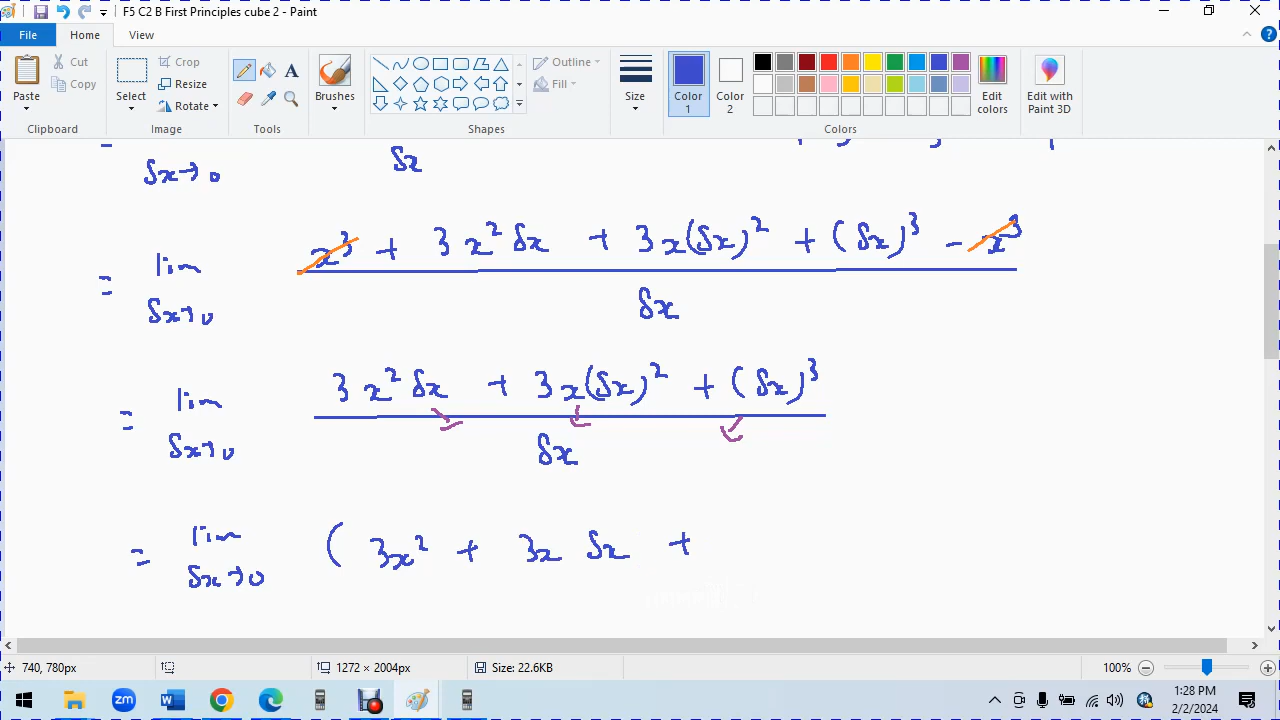 F5 C2 B First Principles cube 2 - Paint
File Home View
Cut
Copy
Paste
Clipboard
Crop
Resize
Rotate
Select
Image
Tools
Brushes
Outline
Fill
Shapes
Size
Color 1
Color 2
Colors
Edit colors
Edit with Paint 3D
= δx→0 δx
= lim δx→0 x³ + 3x²δx + 3x(δx)² + (δx)³ - x³
δx
= lim δx→0 3x²δx + 3x(δx)² + (δx)³
δx
= lim δx→0 ( 3x² + 3x δx +
740, 780px
1272 × 2004px
Size: 22.6KB
100%
zm
1:28 PM
2/2/2024